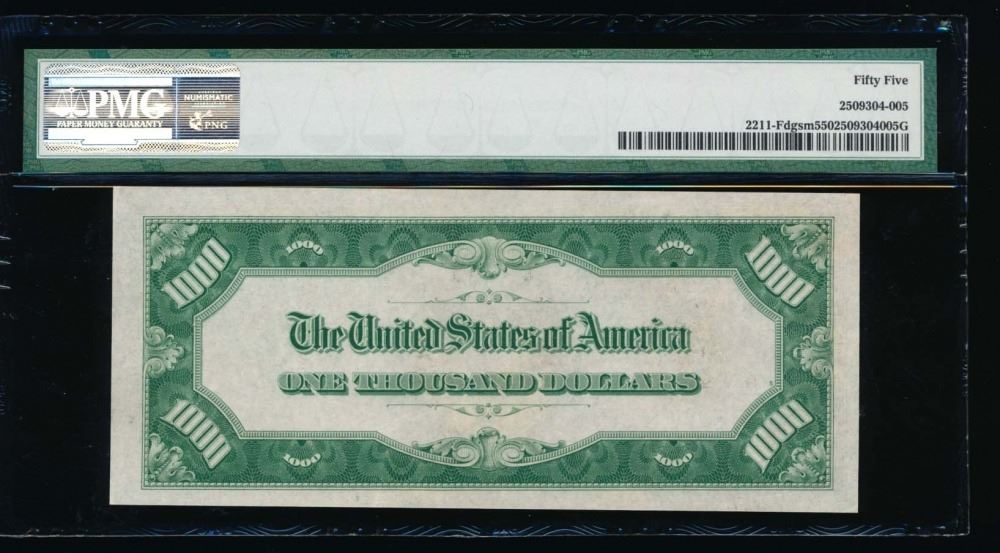 PMG
PAPER MONEY GUARANTY
NUMISMATIC
PNG
Fifty Five
2509304-005
2211-Fdgsm5502509304005G
1000 1000 1000 1000
The United States of America
ONE THOUSAND DOLLARS
1000 1000 1000 1000